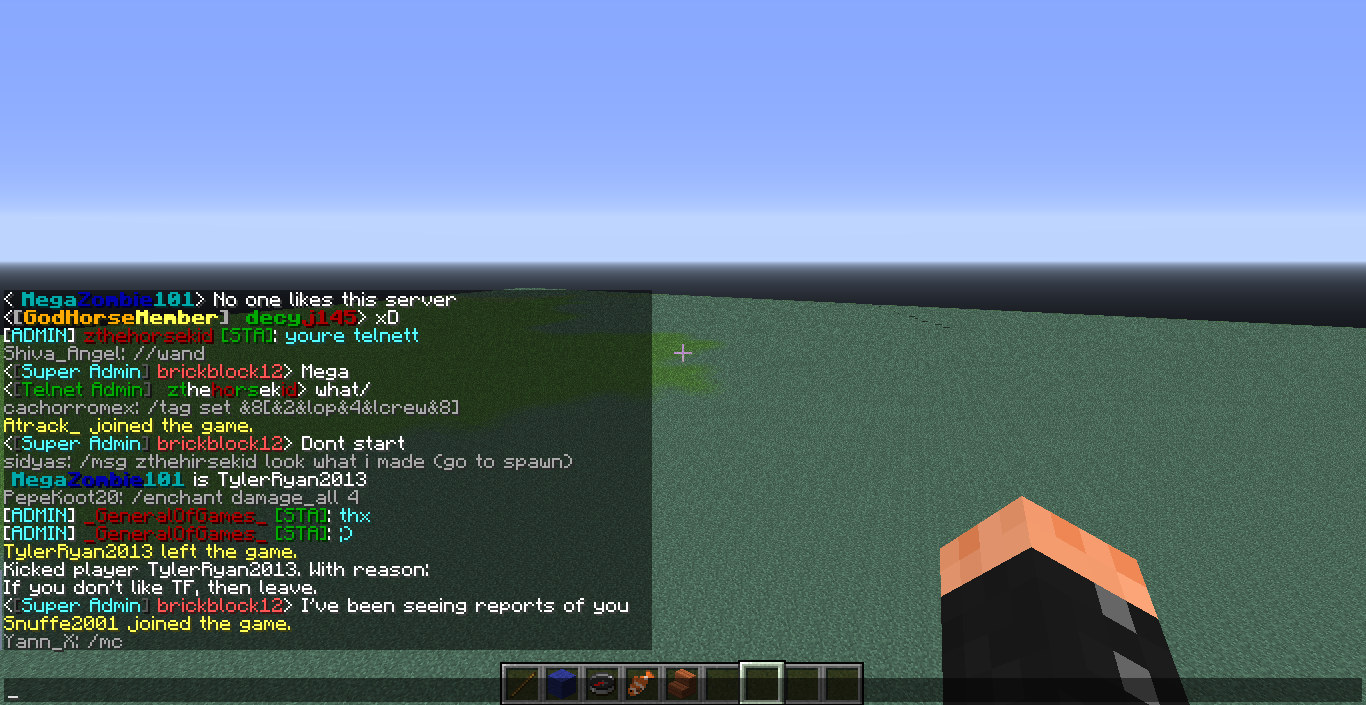 < MegaZombie101> No one likes this server
<[GodHorseMember] decyj145> xD
[ADMIN] zthehorsekid [STA]: youre telnett
Shiva_Angel: //wand
<[Super Admin] brickblock12> Mega
<[Telnet Admin] zthehorsekid> what/
cachorromex: /tag set &8[&2&lop&4&lcrew&8]
Atrack_ joined the game.
<[Super Admin] brickblock12> Dont start
sidyas: /msg zthehirsekid look what i made (go to spawn)
MegaZombie101 is TylerRyan2013
PepeKoot20: /enchant damage_all 4
[ADMIN] _GeneralOfGames_ [STA]: thx
[ADMIN] _GeneralOfGames_ [STA]: ;)
TylerRyan2013 left the game.
Kicked player TylerRyan2013. With reason:
If you don't like TF, then leave.
<[Super Admin] brickblock12> I've been seeing reports of you
Snuffe2001 joined the game.
Yann_X: /mc
_